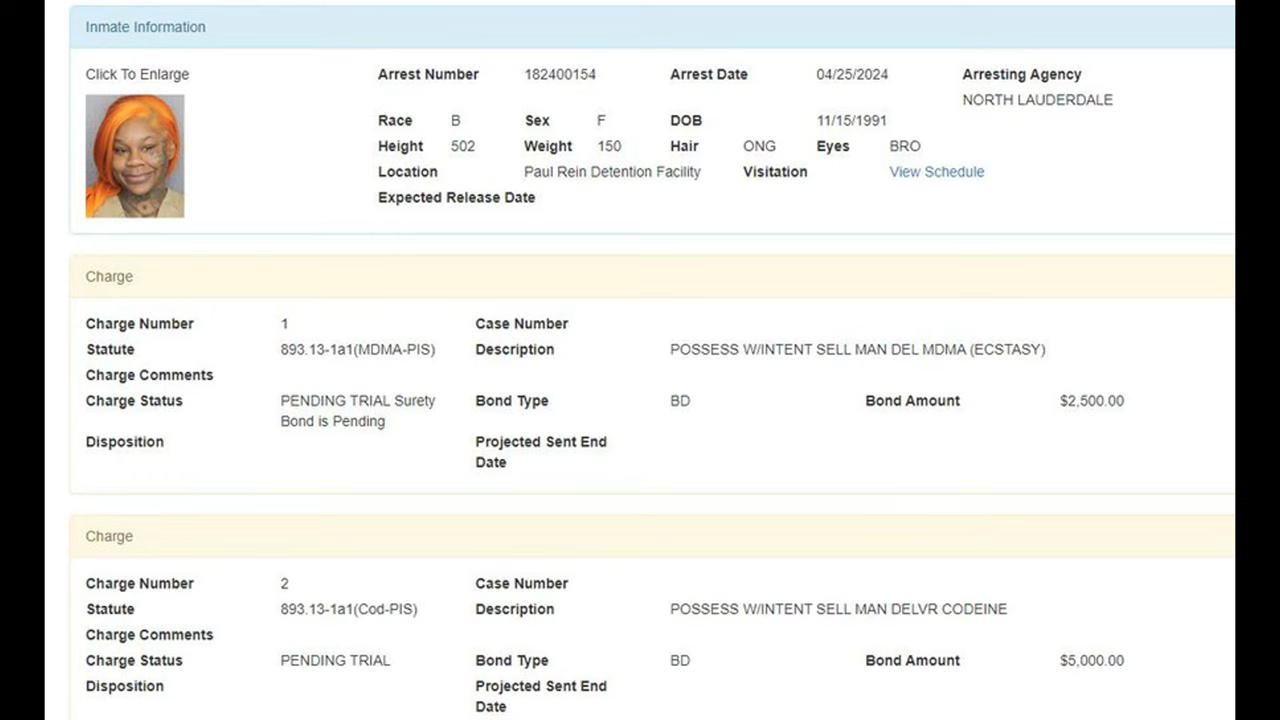 Inmate Information
Click To Enlarge
Arrest Number 182400154 Arrest Date 04/25/2024 Arresting Agency
NORTH LAUDERDALE
Race B Sex F DOB 11/15/1991
Height 502 Weight 150 Hair ONG Eyes BRO
Location Paul Rein Detention Facility Visitation View Schedule
Expected Release Date
Charge
Charge Number 1 Case Number
Statute 893.13-1a1(MDMA-PIS) Description POSSESS W/INTENT SELL MAN DEL MDMA (ECSTASY)
Charge Comments
Charge Status PENDING TRIAL Surety Bond Type BD Bond Amount $2,500.00
Bond is Pending
Disposition Projected Sent End
Date
Charge
Charge Number 2 Case Number
Statute 893.13-1a1(Cod-PIS) Description POSSESS W/INTENT SELL MAN DELVR CODEINE
Charge Comments
Charge Status PENDING TRIAL Bond Type BD Bond Amount $5,000.00
Disposition Projected Sent End
Date